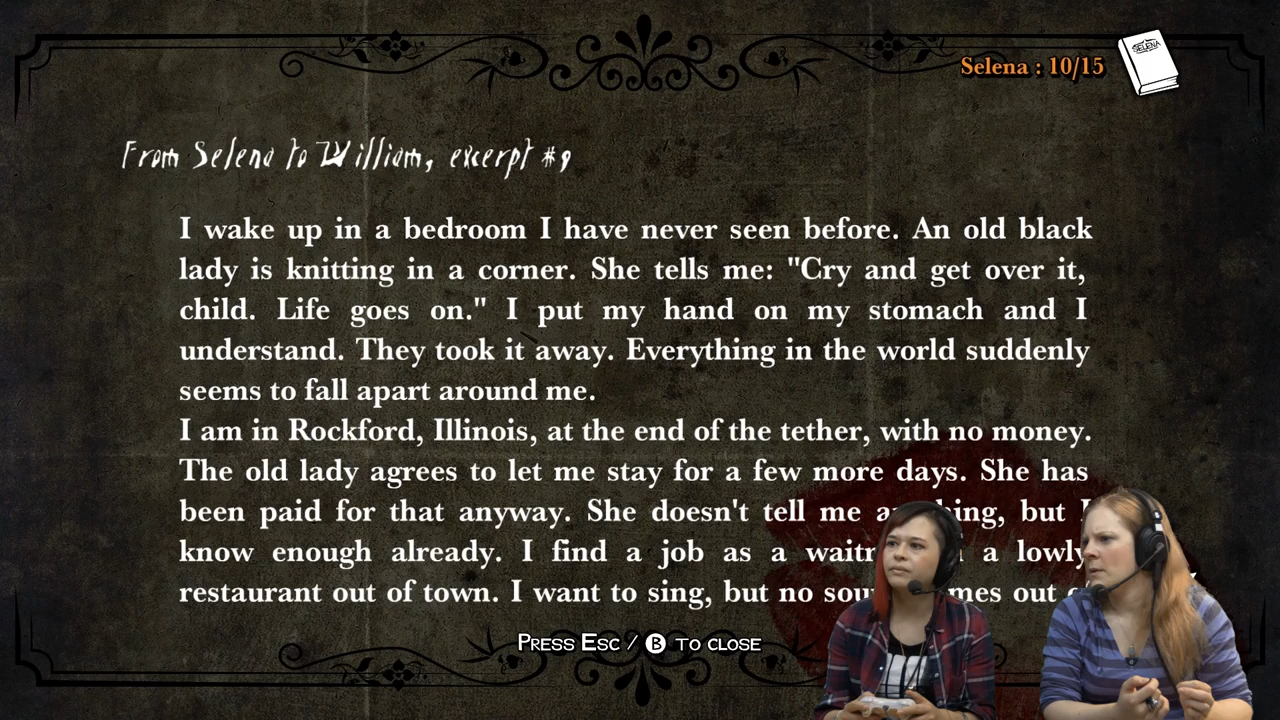 Selena : 10/15
SELENA
From Selena to William, excerpt #9
I wake up in a bedroom I have never seen before. An old black
lady is knitting in a corner. She tells me: "Cry and get over it,
child. Life goes on." I put my hand on my stomach and I
understand. They took it away. Everything in the world suddenly
seems to fall apart around me.
I am in Rockford, Illinois, at the end of the tether, with no money.
The old lady agrees to let me stay for a few more days. She has
been paid for that anyway. She doesn't tell me but I
know enough already. I find a job as a a lowly
restaurant out of town. I want to sing, but no out
PRESS ESC / B TO CLOSE